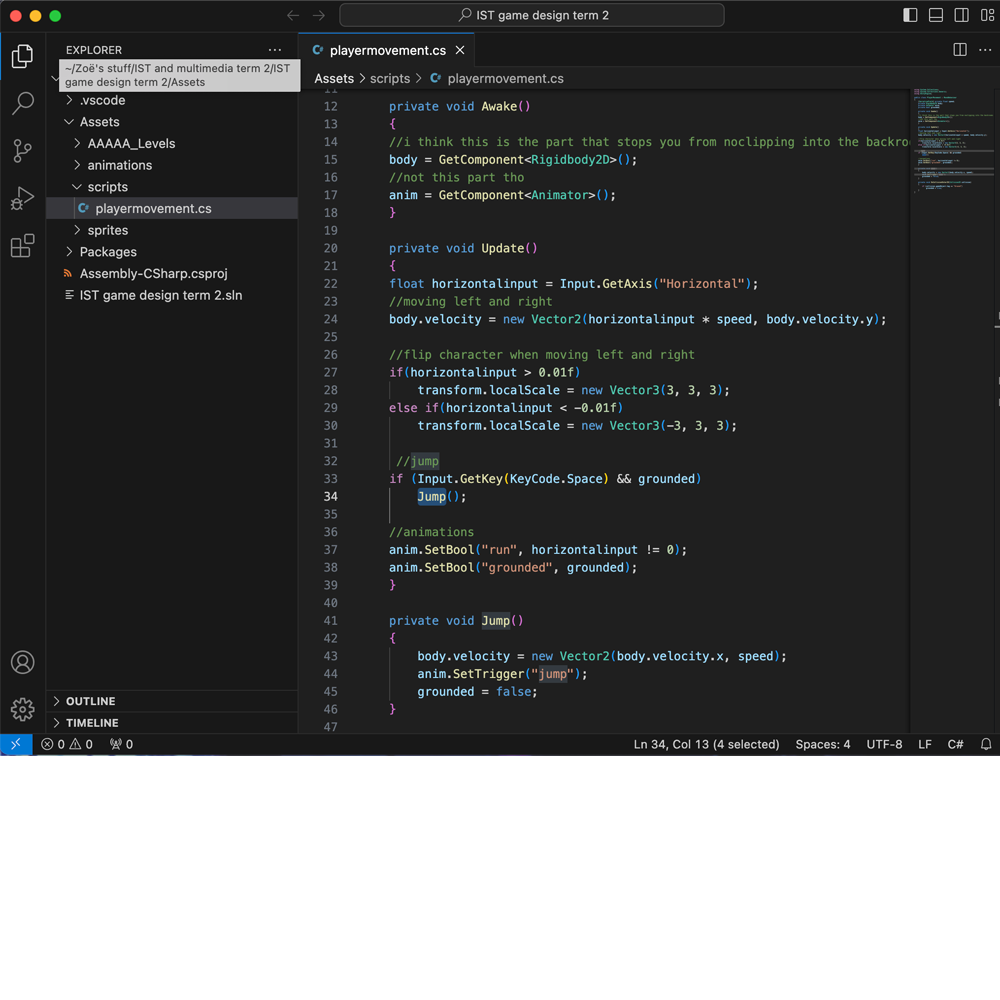 IST game design term 2
EXPLORER
~/Zoë's stuff/IST and multimedia term 2/IST
game design term 2/Assets
.vscode
Assets
AAAAA_Levels
animations
scripts
playermovement.cs
sprites
Packages
Assembly-CSharp.csproj
IST game design term 2.sln
OUTLINE
TIMELINE
playermovement.cs
Assets > scripts > playermovement.cs
11
12 private void Awake()
13 {
14 //i think this is the part that stops you from noclipping into the backroo
15 body = GetComponent<Rigidbody2D>();
16 //not this part tho
17 anim = GetComponent<Animator>();
18 }
19
20 private void Update()
21 {
22 float horizontalinput = Input.GetAxis("Horizontal");
23 //moving left and right
24 body.velocity = new Vector2(horizontalinput * speed, body.velocity.y);
25
26 //flip character when moving left and right
27 if(horizontalinput > 0.01f)
28 transform.localScale = new Vector3(3, 3, 3);
29 else if(horizontalinput < -0.01f)
30 transform.localScale = new Vector3(-3, 3, 3);
31
32 //jump
33 if (Input.GetKey(KeyCode.Space) && grounded)
34 Jump();
35
36 //animations
37 anim.SetBool("run", horizontalinput != 0);
38 anim.SetBool("grounded", grounded);
39 }
40
41 private void Jump()
42 {
43 body.velocity = new Vector2(body.velocity.x, speed);
44 anim.SetTrigger("jump");
45 grounded = false;
46 }
47
0 0 0 Ln 34, Col 13 (4 selected) Spaces: 4 UTF-8 LF C#